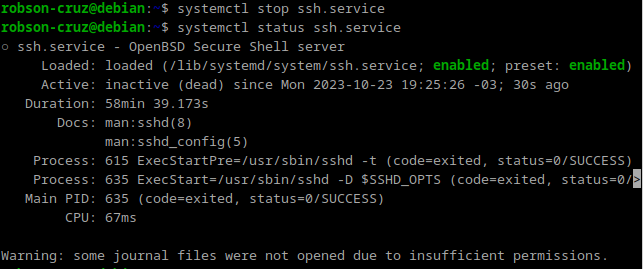 robson-cruz@debian:~$ systemctl stop ssh.service
robson-cruz@debian:~$ systemctl status ssh.service
○ ssh.service - OpenBSD Secure Shell server
Loaded: loaded (/lib/systemd/system/ssh.service; enabled; preset: enabled)
Active: inactive (dead) since Mon 2023-10-23 19:25:26 -03; 30s ago
Duration: 58min 39.173s
Docs: man:sshd(8)
man:sshd_config(5)
Process: 615 ExecStartPre=/usr/sbin/sshd -t (code=exited, status=0/SUCCESS)
Process: 635 ExecStart=/usr/sbin/sshd -D $SSHD_OPTS (code=exited, status=0/>
Main PID: 635 (code=exited, status=0/SUCCESS)
CPU: 67ms
Warning: some journal files were not opened due to insufficient permissions.